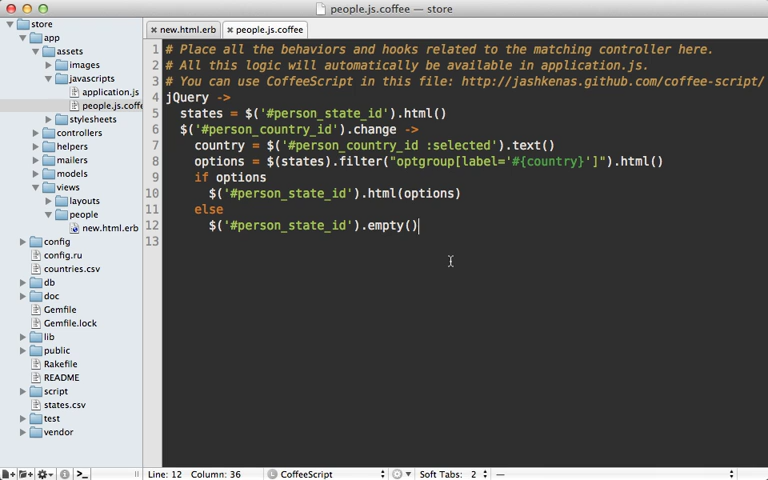 people.js.coffee — store
store
app
assets
images
javascripts
application.js
people.js.coffe
stylesheets
controllers
helpers
mailers
models
views
layouts
people
new.html.erb
config
config.ru
countries.csv
db
doc
Gemfile
Gemfile.lock
lib
public
Rakefile
README
script
states.csv
test
vendor
new.html.erb
people.js.coffee
1 # Place all the behaviors and hooks related to the matching controller here.
2 # All this logic will automatically be available in application.js.
3 # You can use CoffeeScript in this file: http://jashkenas.github.com/coffee-script/
4 jQuery ->
5   states = $('#person_state_id').html()
6   $('#person_country_id').change ->
7     country = $('#person_country_id :selected').text()
8     options = $(states).filter("optgroup[label='#{country}']").html()
9     if options
10       $('#person_state_id').html(options)
11     else
12       $('#person_state_id').empty()
13
Line: 12 Column: 36 L CoffeeScript Soft Tabs: 2 —